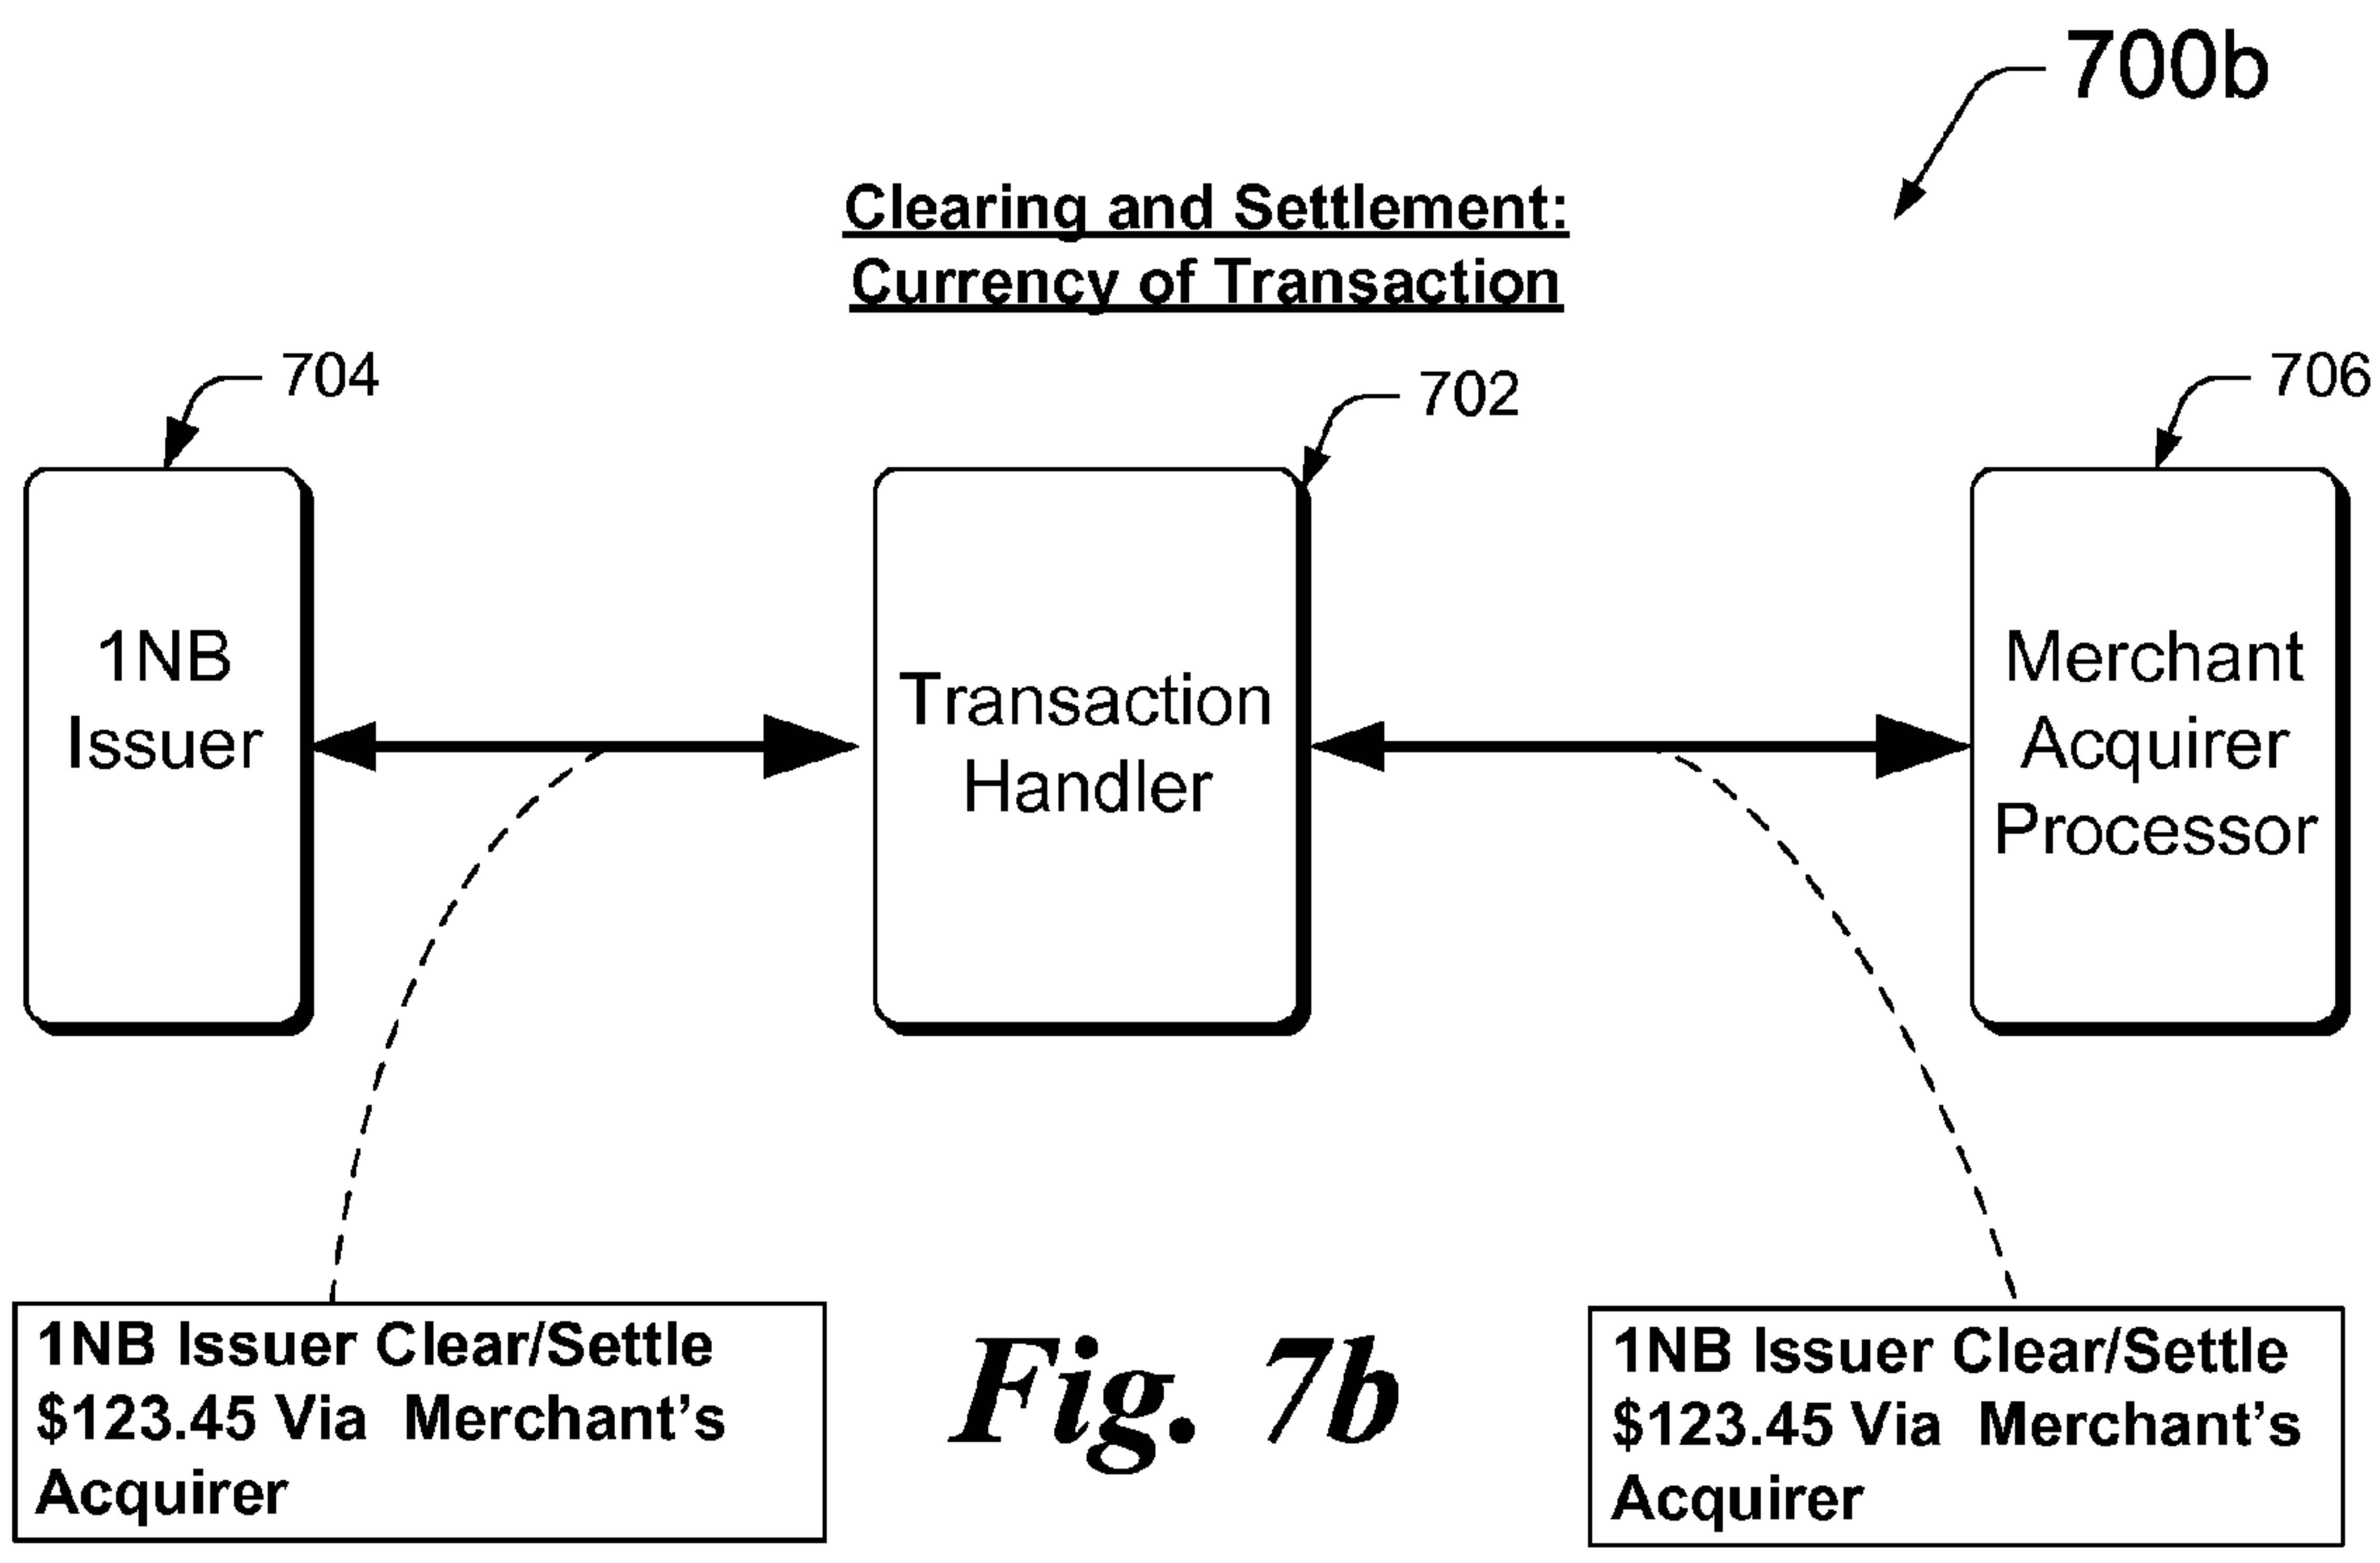 700b
Clearing and Settlement:
Currency of Transaction
704
702
706
1NB
Issuer
Transaction
Handler
Merchant
Acquirer
Processor
1NB Issuer Clear/Settle
$123.45 Via Merchant's
Acquirer
Fig. 7b
1NB Issuer Clear/Settle
$123.45 Via Merchant's
Acquirer